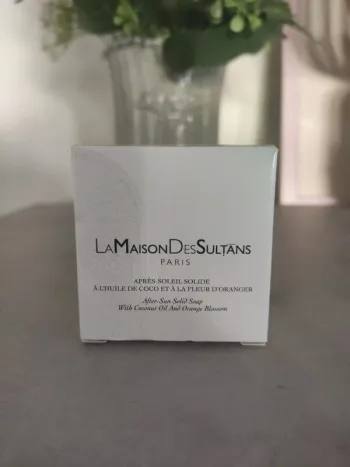 LAMAISONDESSULTĀNS
PARIS
APRÈS-SOLEIL SOLIDE
À L'HUILE DE COCO ET À LA FLEUR D'ORANGER
After-Sun Solid Soap
With Coconut Oil And Orange Blossom